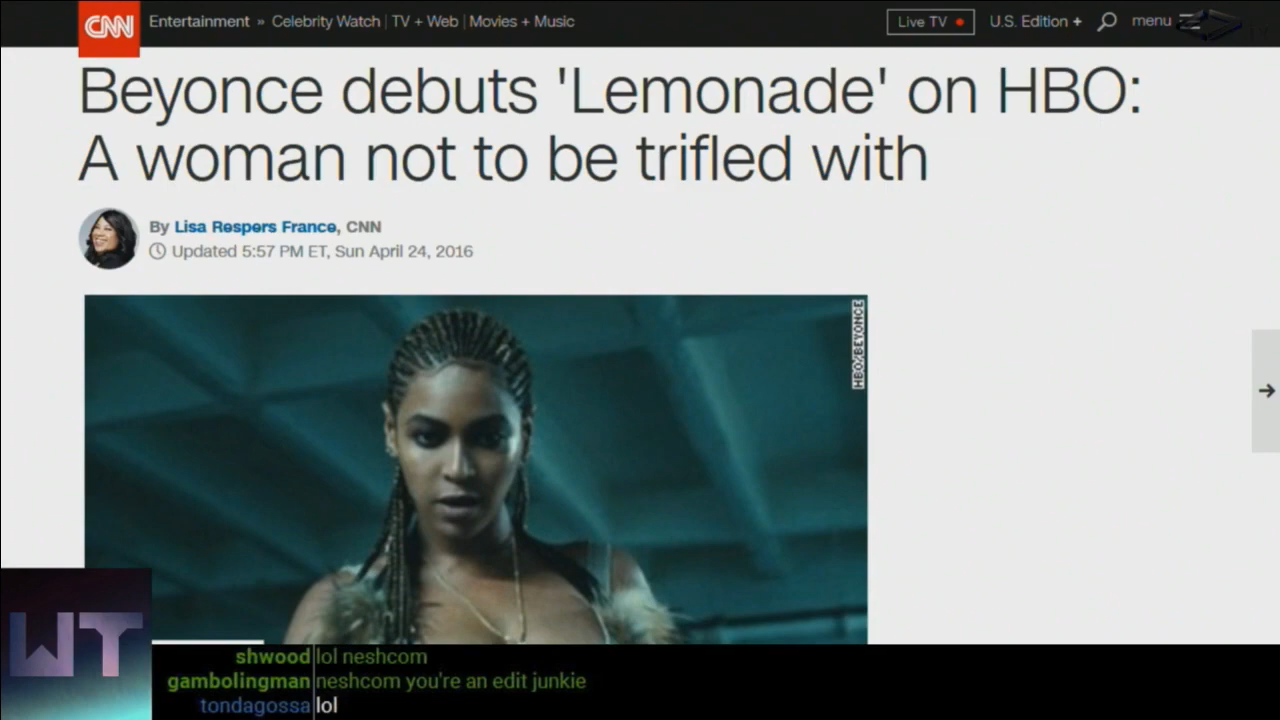 CNN Entertainment » Celebrity Watch | TV + Web | Movies + Music Live TV U.S. Edition + menu
Beyonce debuts 'Lemonade' on HBO:
A woman not to be trifled with
By Lisa Respers France, CNN
Updated 5:57 PM ET, Sun April 24, 2016
HBO/BEYONCE
WT
shwood lol neshcom
gambolingman neshcom you're an edit junkie
tondagossa lol